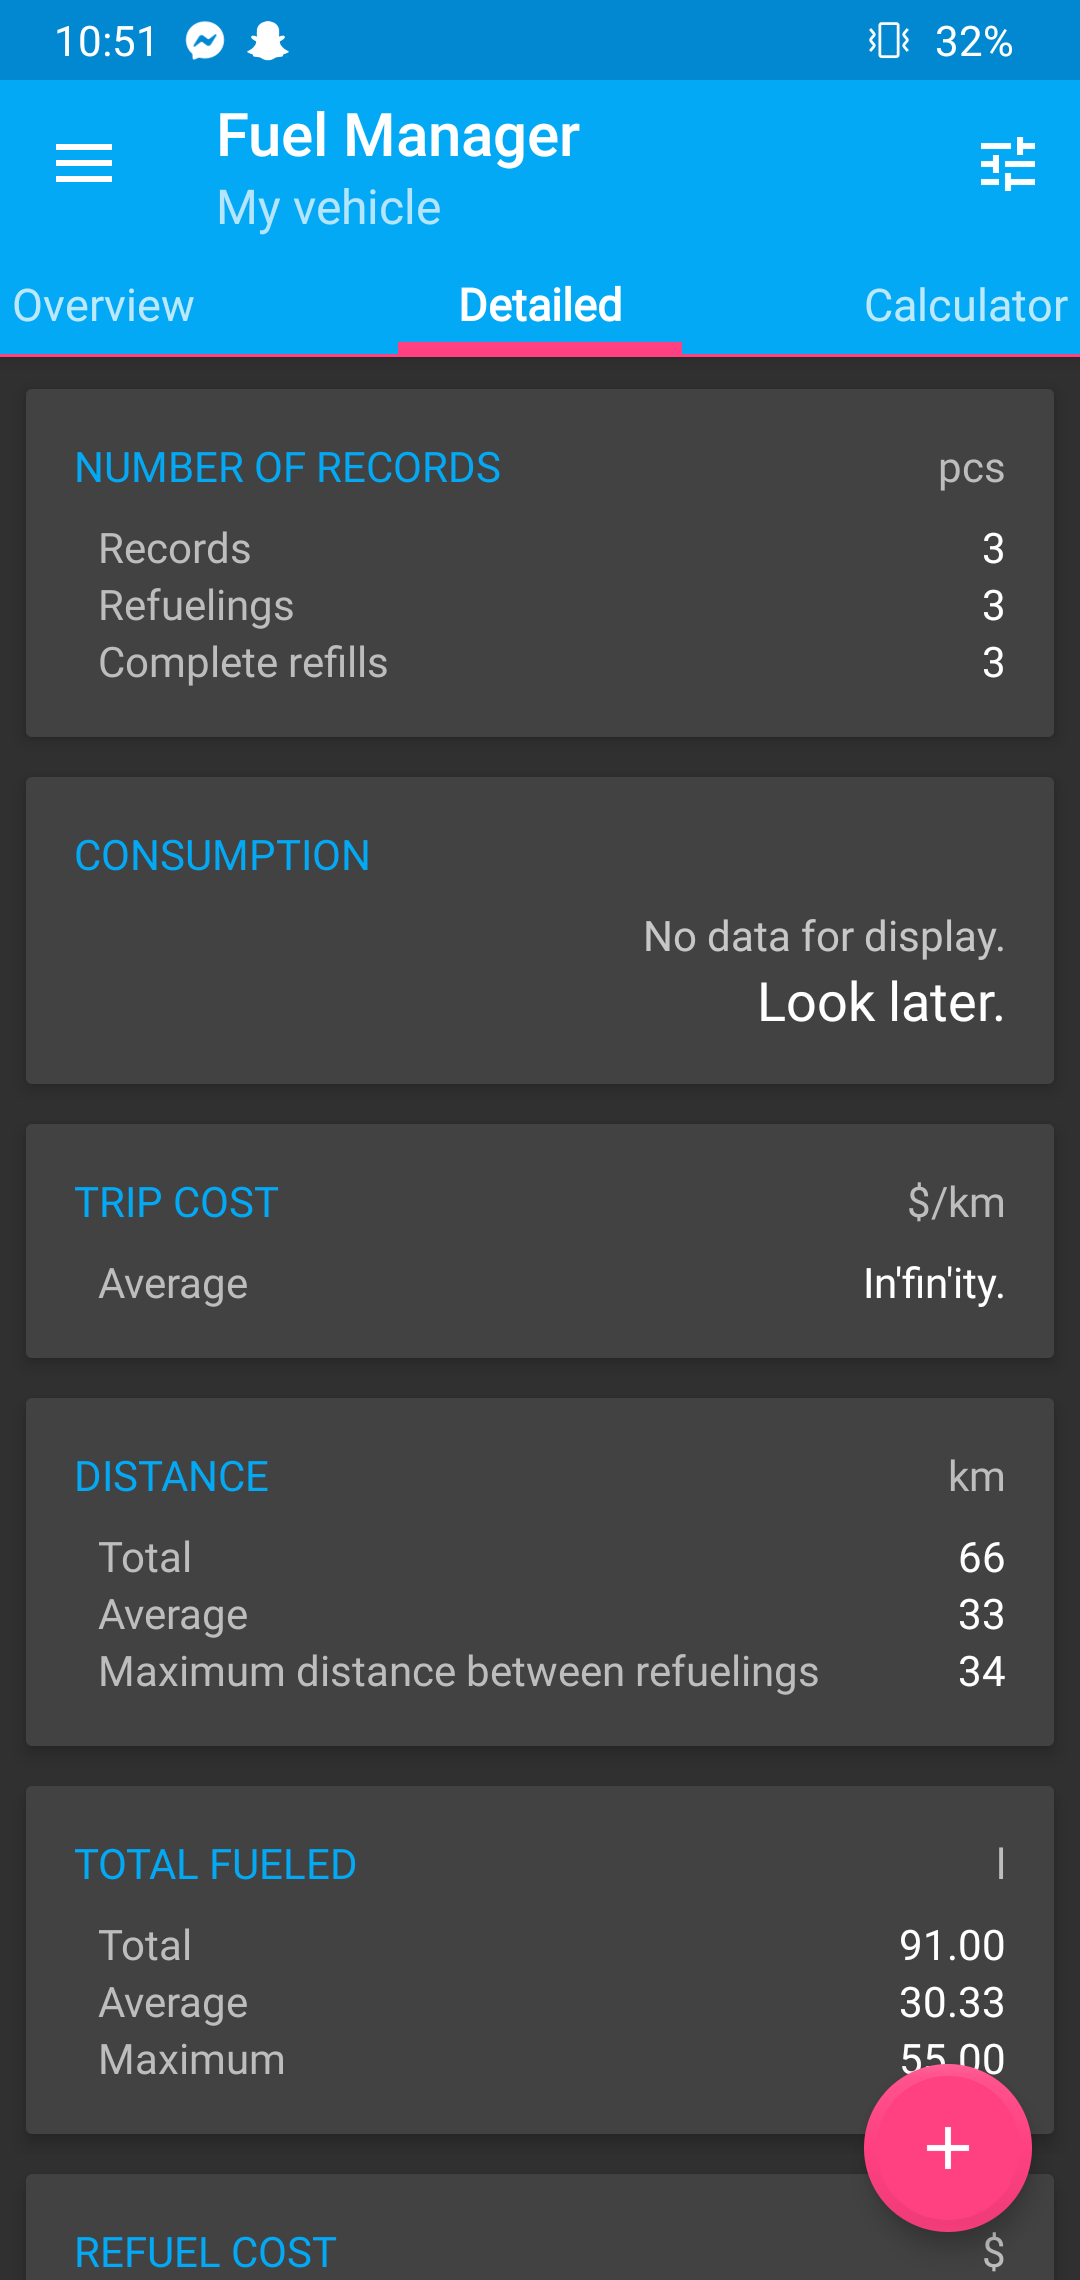 10:51 32%
Fuel Manager
My vehicle
Overview Detailed Calculator
NUMBER OF RECORDS pcs
Records 3
Refuelings 3
Complete refills 3
CONSUMPTION
No data for display.
Look later.
TRIP COST $/km
Average In'fin'ity.
DISTANCE km
Total 66
Average 33
Maximum distance between refuelings 34
TOTAL FUELED l
Total 91.00
Average 30.33
Maximum 55.00
+
REFUEL COST $